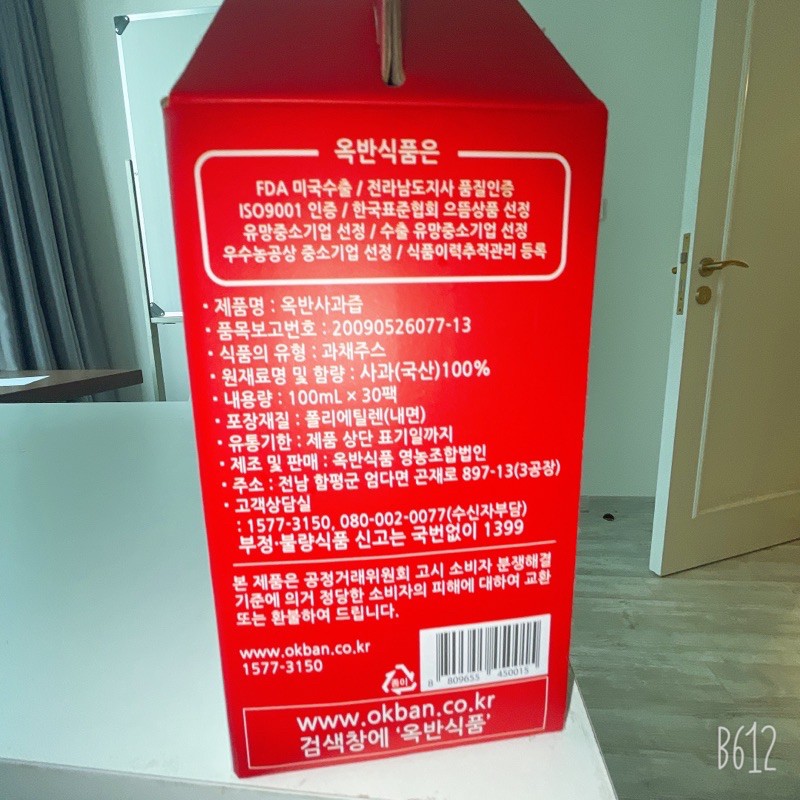 옥반식품은
FDA 미국수출 / 전라남도지사 품질인증
ISO9001 인증 / 한국표준협회 으뜸상품 선정
유망중소기업 선정 / 수출 유망중소기업 선정
우수농공상 중소기업 선정 / 식품이력추적관리 등록
· 제품명 : 옥반사과즙
· 품목보고번호 : 20090526077-13
· 식품의 유형 : 과채주스
· 원재료명 및 함량 : 사과(국산)100%
· 내용량 : 100mL × 30팩
· 포장재질 : 폴리에틸렌(내면)
· 유통기한 : 제품 상단 표기일까지
· 제조 및 판매 : 옥반식품 영농조합법인
· 주소 : 전남 함평군 엄다면 곤재로 897-13(3공장)
· 고객상담실
: 1577-3150, 080-002-0077(수신자부담)
부정·불량식품 신고는 국번없이 1399
본 제품은 공정거래위원회 고시 소비자 분쟁해결
기준에 의거 정당한 소비자의 피해에 대하여 교환
또는 환불하여 드립니다.
www.okban.co.kr
1577-3150
종이
8 809655 450015
www.okban.co.kr
검색창에 '옥반식품'
B612